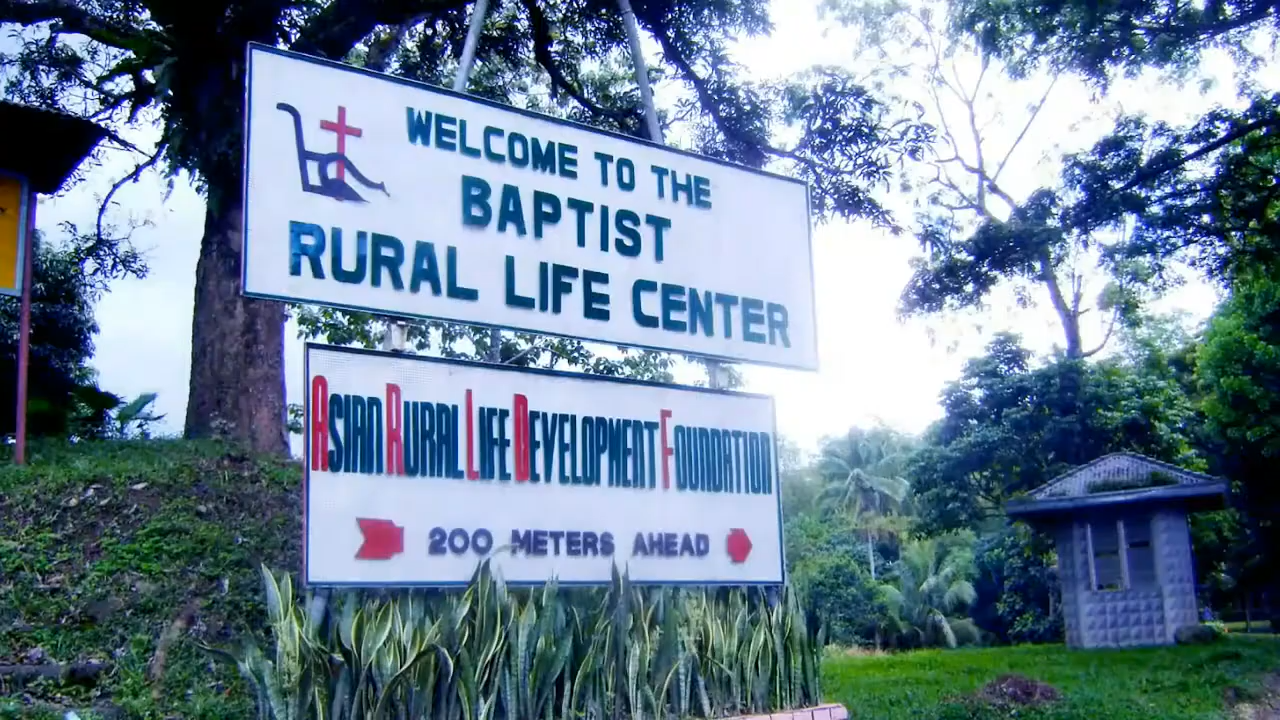 WELCOME TO THE
BAPTIST
RURAL LIFE CENTER
ASIAN RURAL LIFE DEVELOPMENT FOUNDATION
200 METERS AHEAD